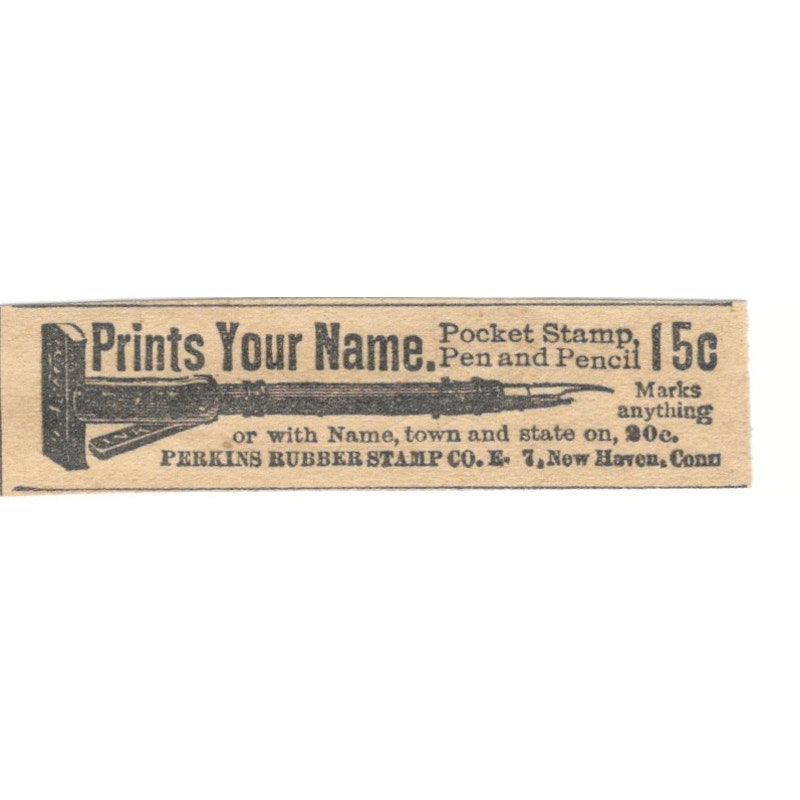 Prints Your Name. Pocket Stamp, Pen and Pencil 15c
Marks anything
or with Name, town and state on, 20c.
PERKINS RUBBER STAMP CO. E- 7, New Haven, Conn